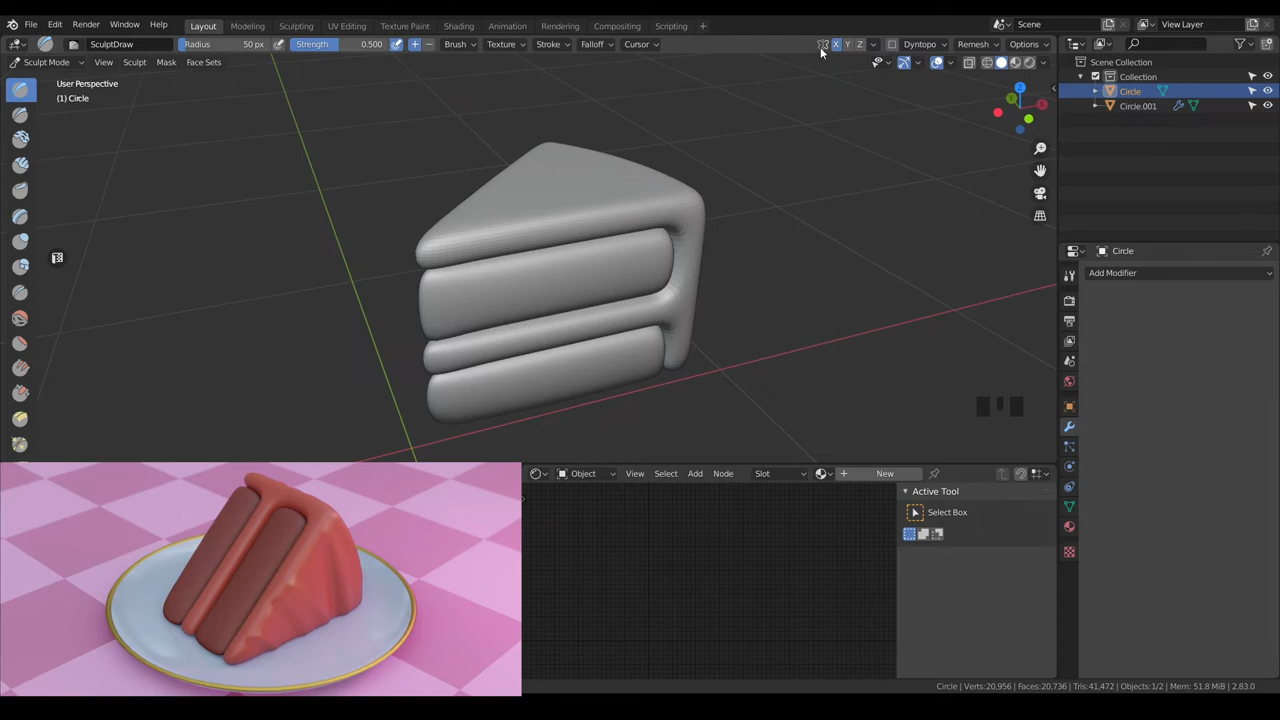 File Edit Render Window Help Layout Modeling Sculpting UV Editing Texture Paint Shading Animation Rendering Compositing Scripting + Scene View Layer
SculptDraw Radius 50 px Strength 0.500 Brush Texture Stroke Falloff Cursor X Y Z Dyntopo Remesh Options
Sculpt Mode View Sculpt Mask Face Sets
Scene Collection
Collection
Circle
Circle.001
User Perspective
(1) Circle
Z
Circle
Add Modifier
Object View Select Add Node Slot New
Active Tool
Select Box
Circle | Verts:20,956 | Faces:20,736 | Tris:41,472 | Objects:1/2 | Mem: 51.8 MiB | 2.83.0